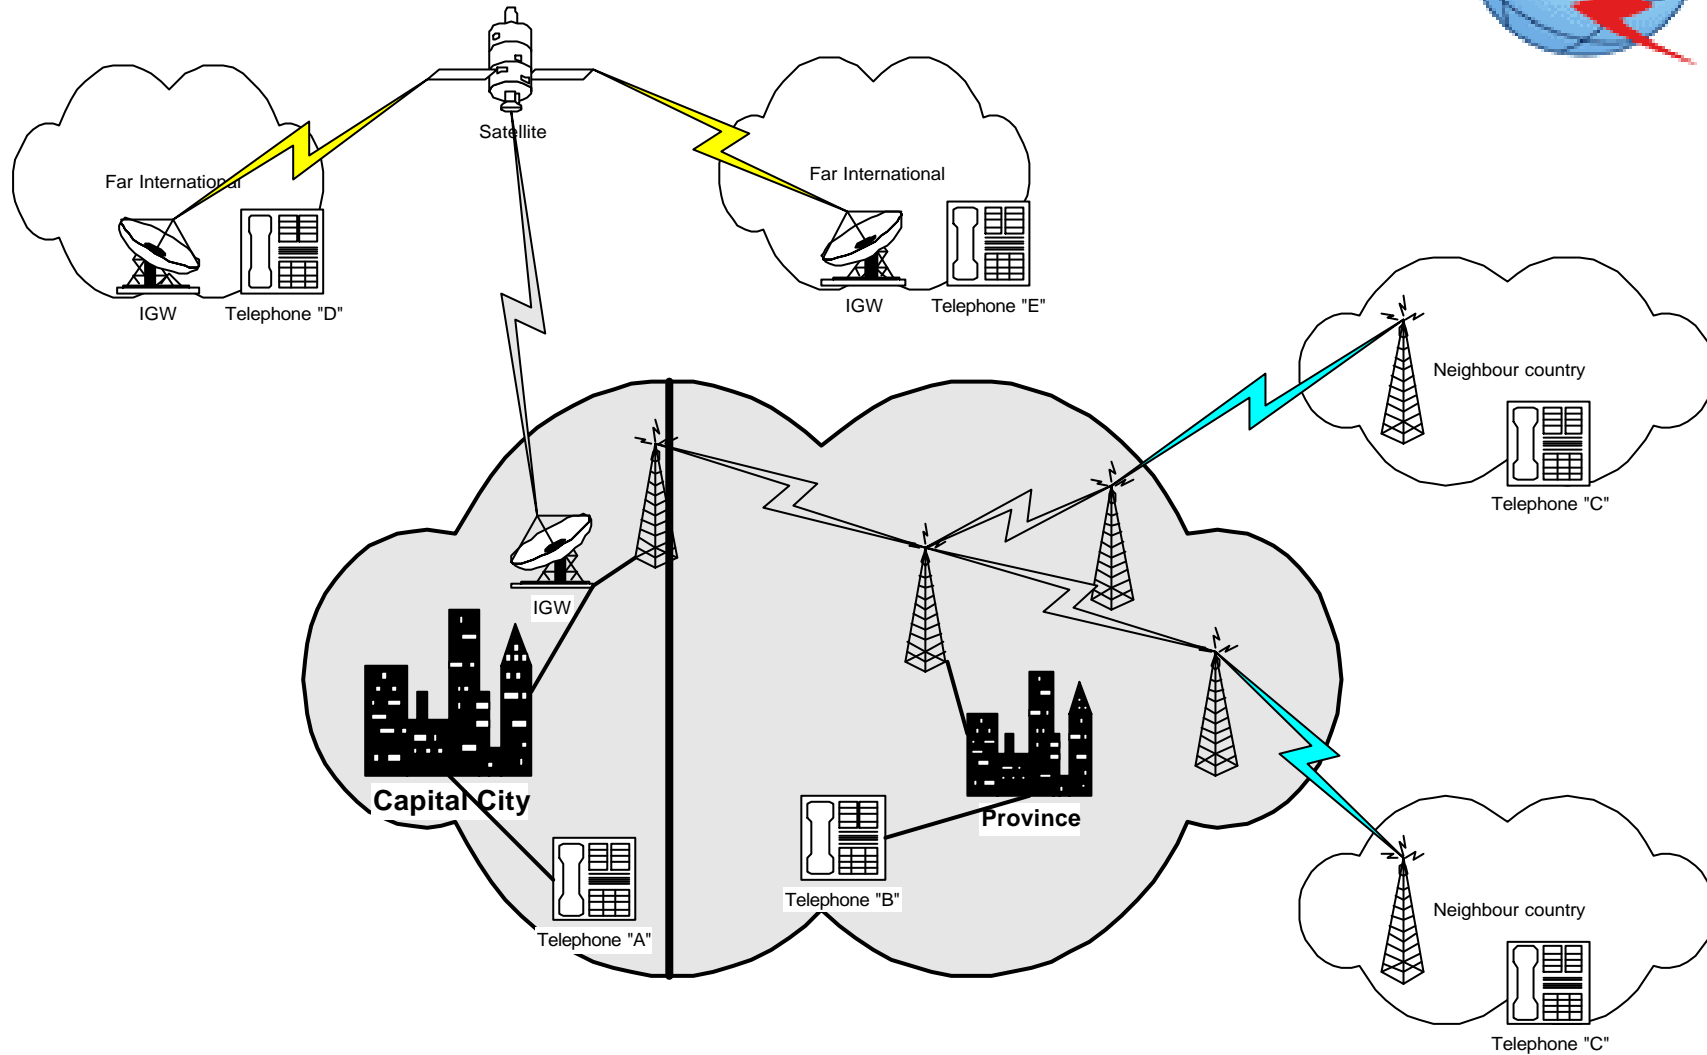 Satellite
Far International
IGW
Telephone "D"
Far International
IGW
Telephone "E"
Neighbour country
Telephone "C"
IGW
Capital City
Province
Telephone "B"
Telephone "A"
Neighbour country
Telephone "C"